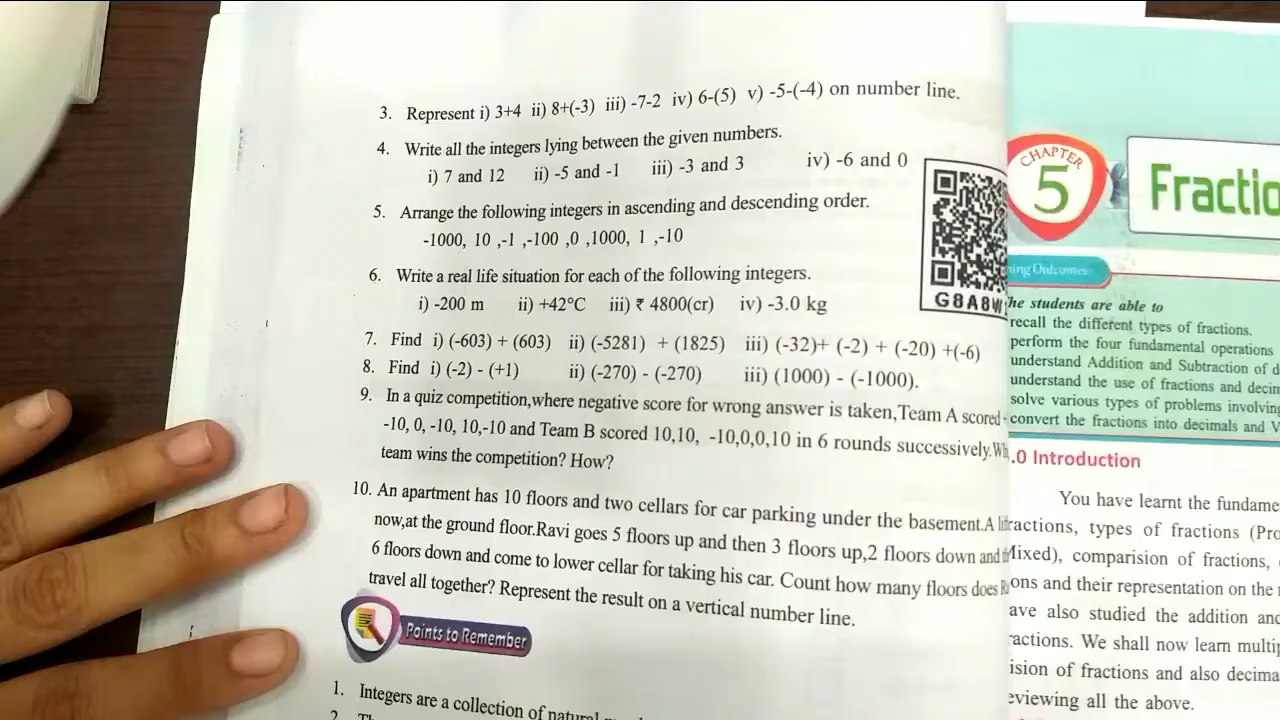 3. Represent i) 3+4 ii) 8+(-3) iii) -7-2 iv) 6-(5) v) -5-(-4) on number line.
4. Write all the integers lying between the given numbers.
i) 7 and 12 ii) -5 and -1 iii) -3 and 3 iv) -6 and 0
5. Arrange the following integers in ascending and descending order.
-1000, 10 ,-1 ,-100 ,0 ,1000, 1 ,-10
6. Write a real life situation for each of the following integers.
i) -200 m ii) +42°C iii) ₹ 4800(cr) iv) -3.0 kg
G8A8W
7. Find i) (-603) + (603) ii) (-5281) + (1825) iii) (-32)+ (-2) + (-20) +(-6)
8. Find i) (-2) - (+1) ii) (-270) - (-270) iii) (1000) - (-1000).
9. In a quiz competition,where negative score for wrong answer is taken,Team A scored
-10, 0, -10, 10,-10 and Team B scored 10,10, -10,0,0,10 in 6 rounds successively.
team wins the competition? How?
10. An apartment has 10 floors and two cellars for car parking under the basement.A
now,at the ground floor.Ravi goes 5 floors up and then 3 floors up,2 floors down and
6 floors down and come to lower cellar for taking his car. Count how many floors does
travel all together? Represent the result on a vertical number line.
Points to Remember
1. Integers are a collection of
2.
CHAPTER
5
Fractio
Outcomes
he students are able to
recall the different types of fractions.
perform the four fundamental operations
understand Addition and Subtraction of d
understand the use of fractions and decim
solve various types of problems involving
convert the fractions into decimals and V
.0 Introduction
You have learnt the fundame
ractions, types of fractions (Pro
Mixed), comparision of fractions,
ons and their representation on the
ave also studied the addition and
ractions. We shall now learn multip
ision of fractions and also decima
eviewing all the above.